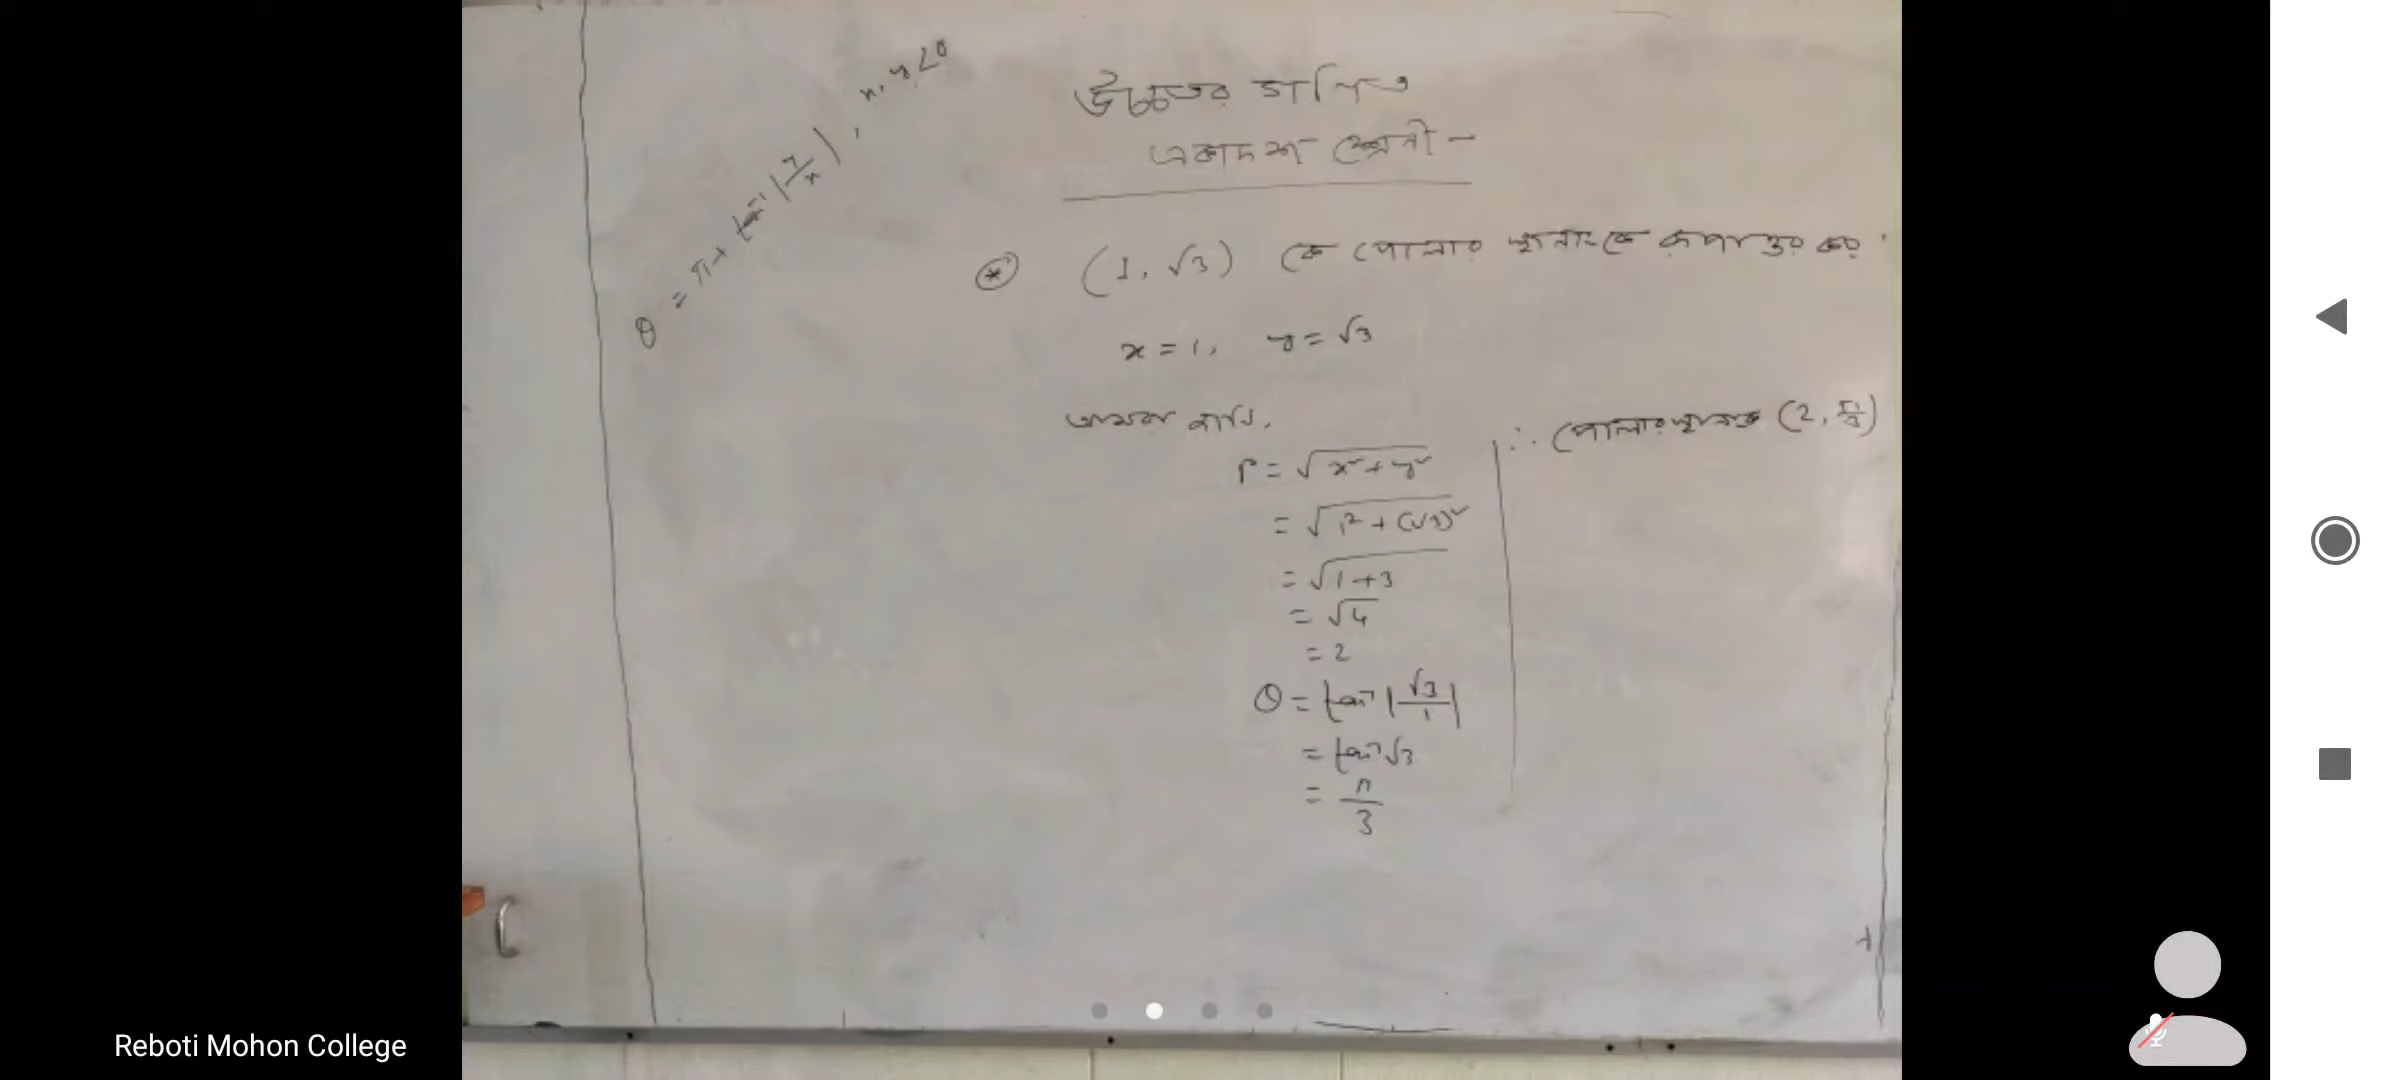 θ = π + tan⁻¹|y/x|, x, y<0
উচ্চতর গণিত
একাদশ শ্রেনী -
* (1, √3) কে পোলার স্থানাংকে রূপান্তর কর
x = 1, y = √3
আমরা জানি,
r = √x²+y²
= √1²+(√3)²
= √1+3
= √4
= 2
θ = tan⁻¹|√3/1|
= tan⁻¹√3
= π/3
∴ পোলার স্থানাংক (2, π/3)
Reboti Mohon College